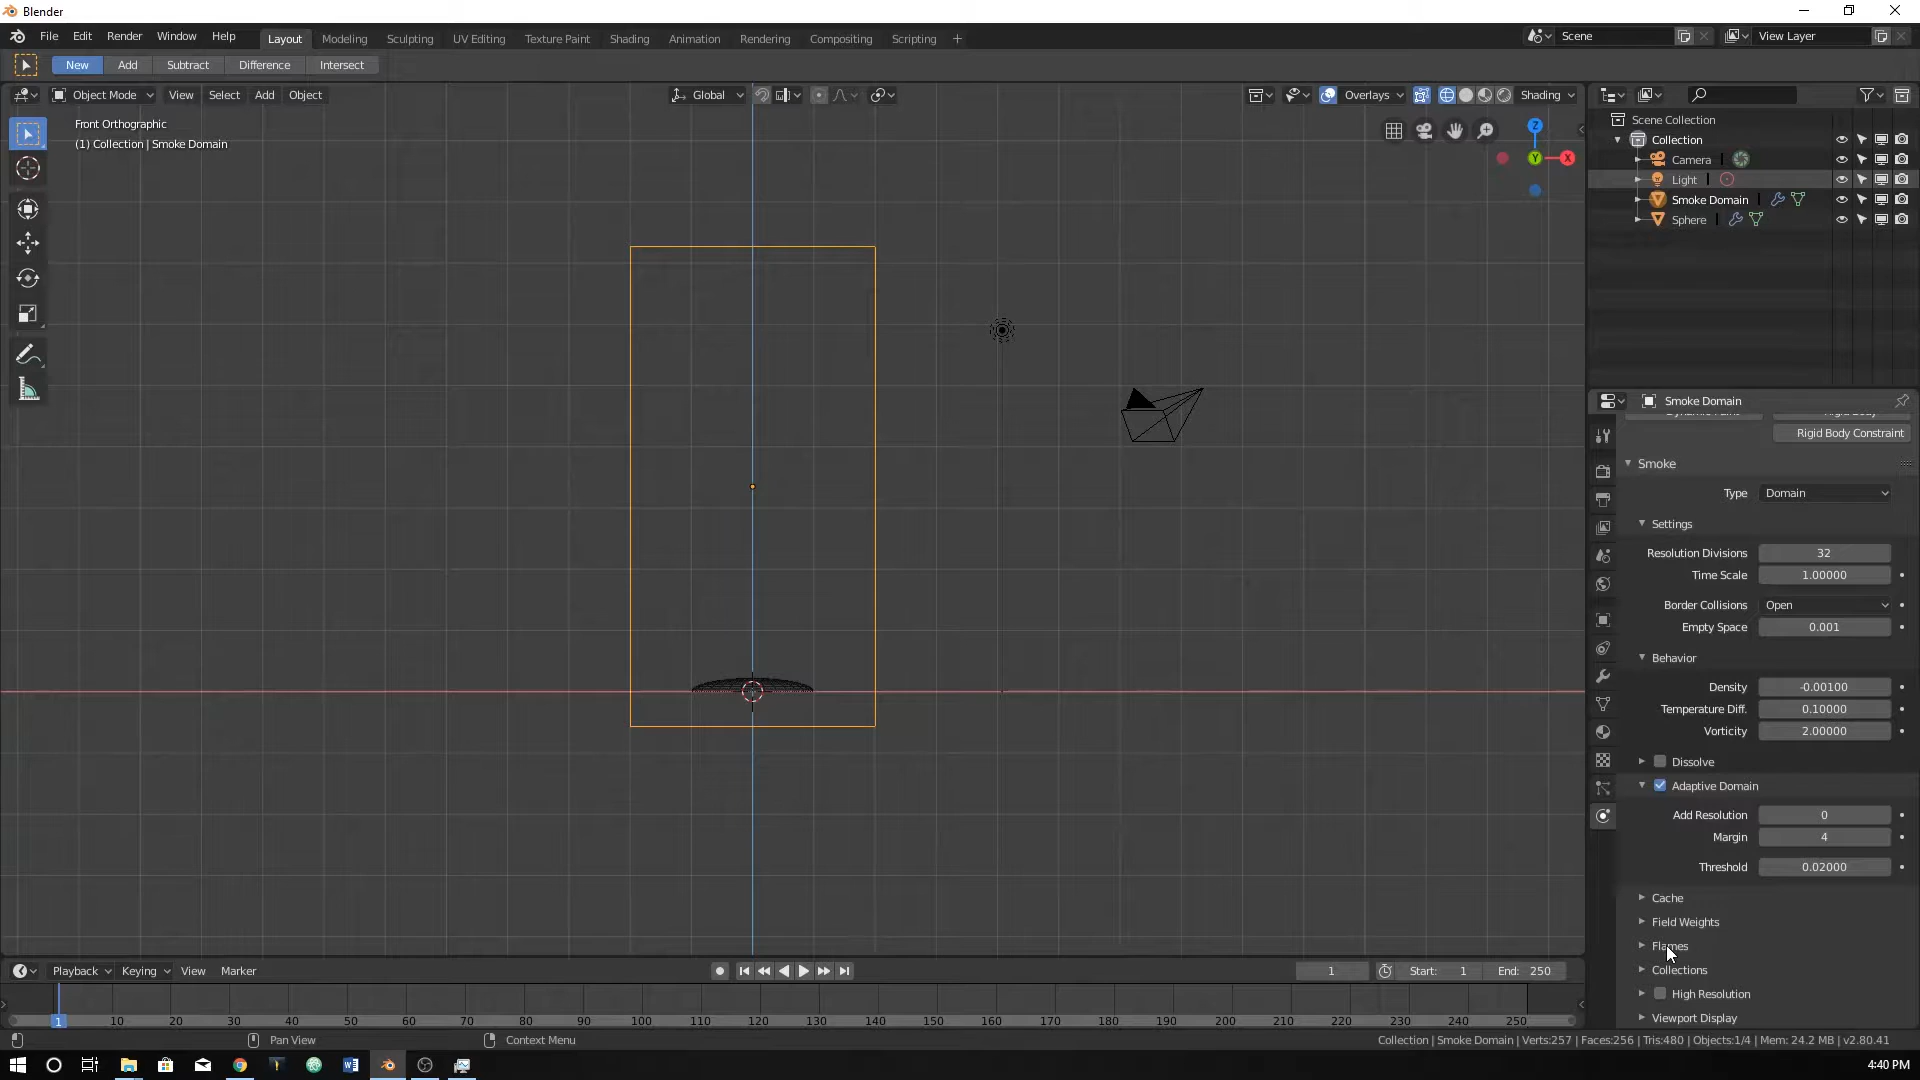 Blender
File Edit Render Window Help Layout Modeling Sculpting UV Editing Texture Paint Shading Animation Rendering Compositing Scripting + Scene View Layer
New Add Subtract Difference Intersect
Object Mode View Select Add Object Global Overlays Shading
Front Orthographic
(1) Collection | Smoke Domain
Z
Y X
Scene Collection
Collection
Camera
Light
Smoke Domain
Sphere
Smoke Domain
Rigid Body Constraint
Smoke
Type Domain
Settings
Resolution Divisions 32
Time Scale 1.00000
Border Collisions Open
Empty Space 0.001
Behavior
Density -0.00100
Temperature Diff. 0.10000
Vorticity 2.00000
Dissolve
Adaptive Domain
Add Resolution 0
Margin 4
Threshold 0.02000
Cache
Field Weights
Flames
Collections
High Resolution
Viewport Display
Playback Keying View Marker 1 Start: 1 End: 250
1 10 20 30 40 50 60 70 80 90 100 110 120 130 140 150 160 170 180 190 200 210 220 230 240 250
Pan View Context Menu Collection | Smoke Domain | Verts:257 | Faces:256 | Tris:480 | Objects:1/4 | Mem: 24.2 MB | v2.80.41
4:40 PM